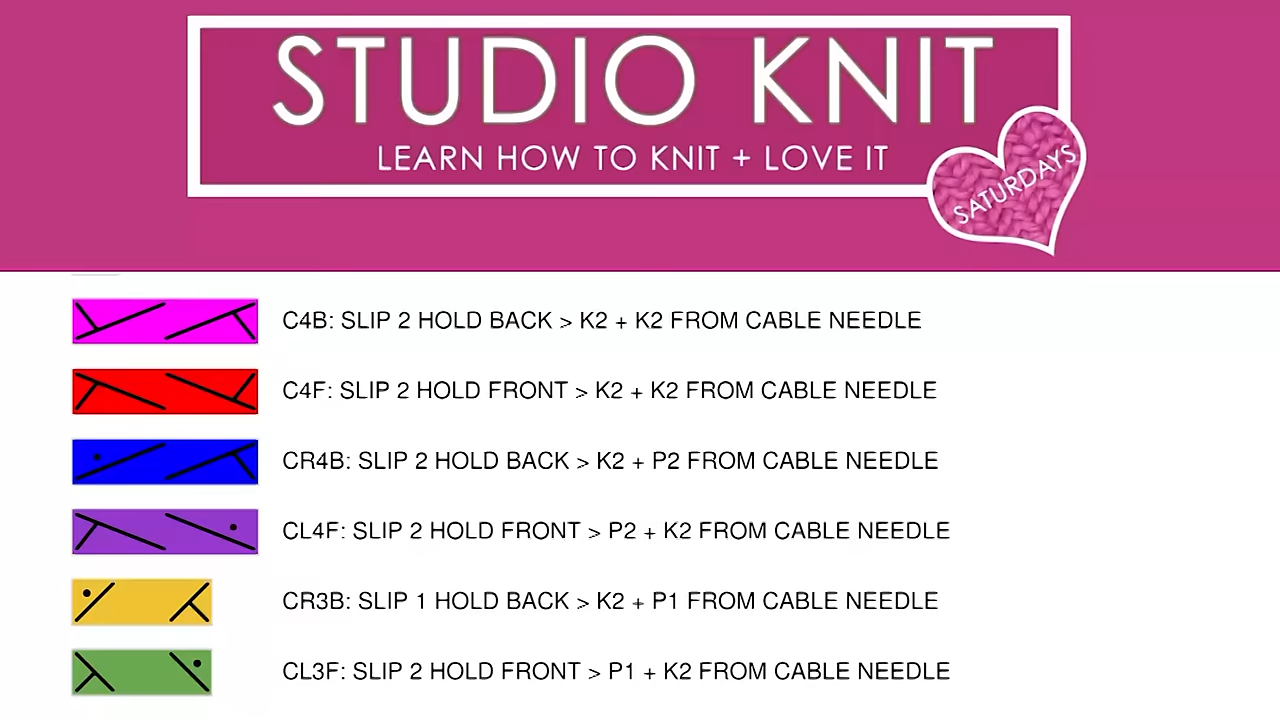 STUDIO KNIT
LEARN HOW TO KNIT + LOVE IT
SATURDAYS
C4B: SLIP 2 HOLD BACK > K2 + K2 FROM CABLE NEEDLE
C4F: SLIP 2 HOLD FRONT > K2 + K2 FROM CABLE NEEDLE
CR4B: SLIP 2 HOLD BACK > K2 + P2 FROM CABLE NEEDLE
CL4F: SLIP 2 HOLD FRONT > P2 + K2 FROM CABLE NEEDLE
CR3B: SLIP 1 HOLD BACK > K2 + P1 FROM CABLE NEEDLE
CL3F: SLIP 2 HOLD FRONT > P1 + K2 FROM CABLE NEEDLE